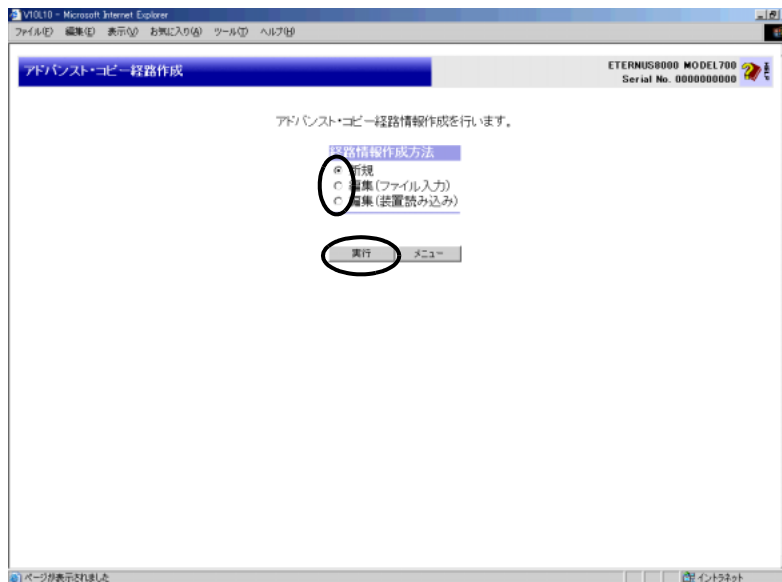 V10L10 - Microsoft Internet Explorer
ファイル(F) 編集(E) 表示(V) お気に入り(A) ツール(T) ヘルプ(H)
アドバンスト・コピー経路作成
ETERNUS8000 MODEL700
Serial No. 0000000000
アドバンスト・コピー経路情報作成を行います。
経路情報作成方法
新規
編集(ファイル入力)
編集(装置読み込み)
実行 メニュー
ページが表示されました
イントラネット